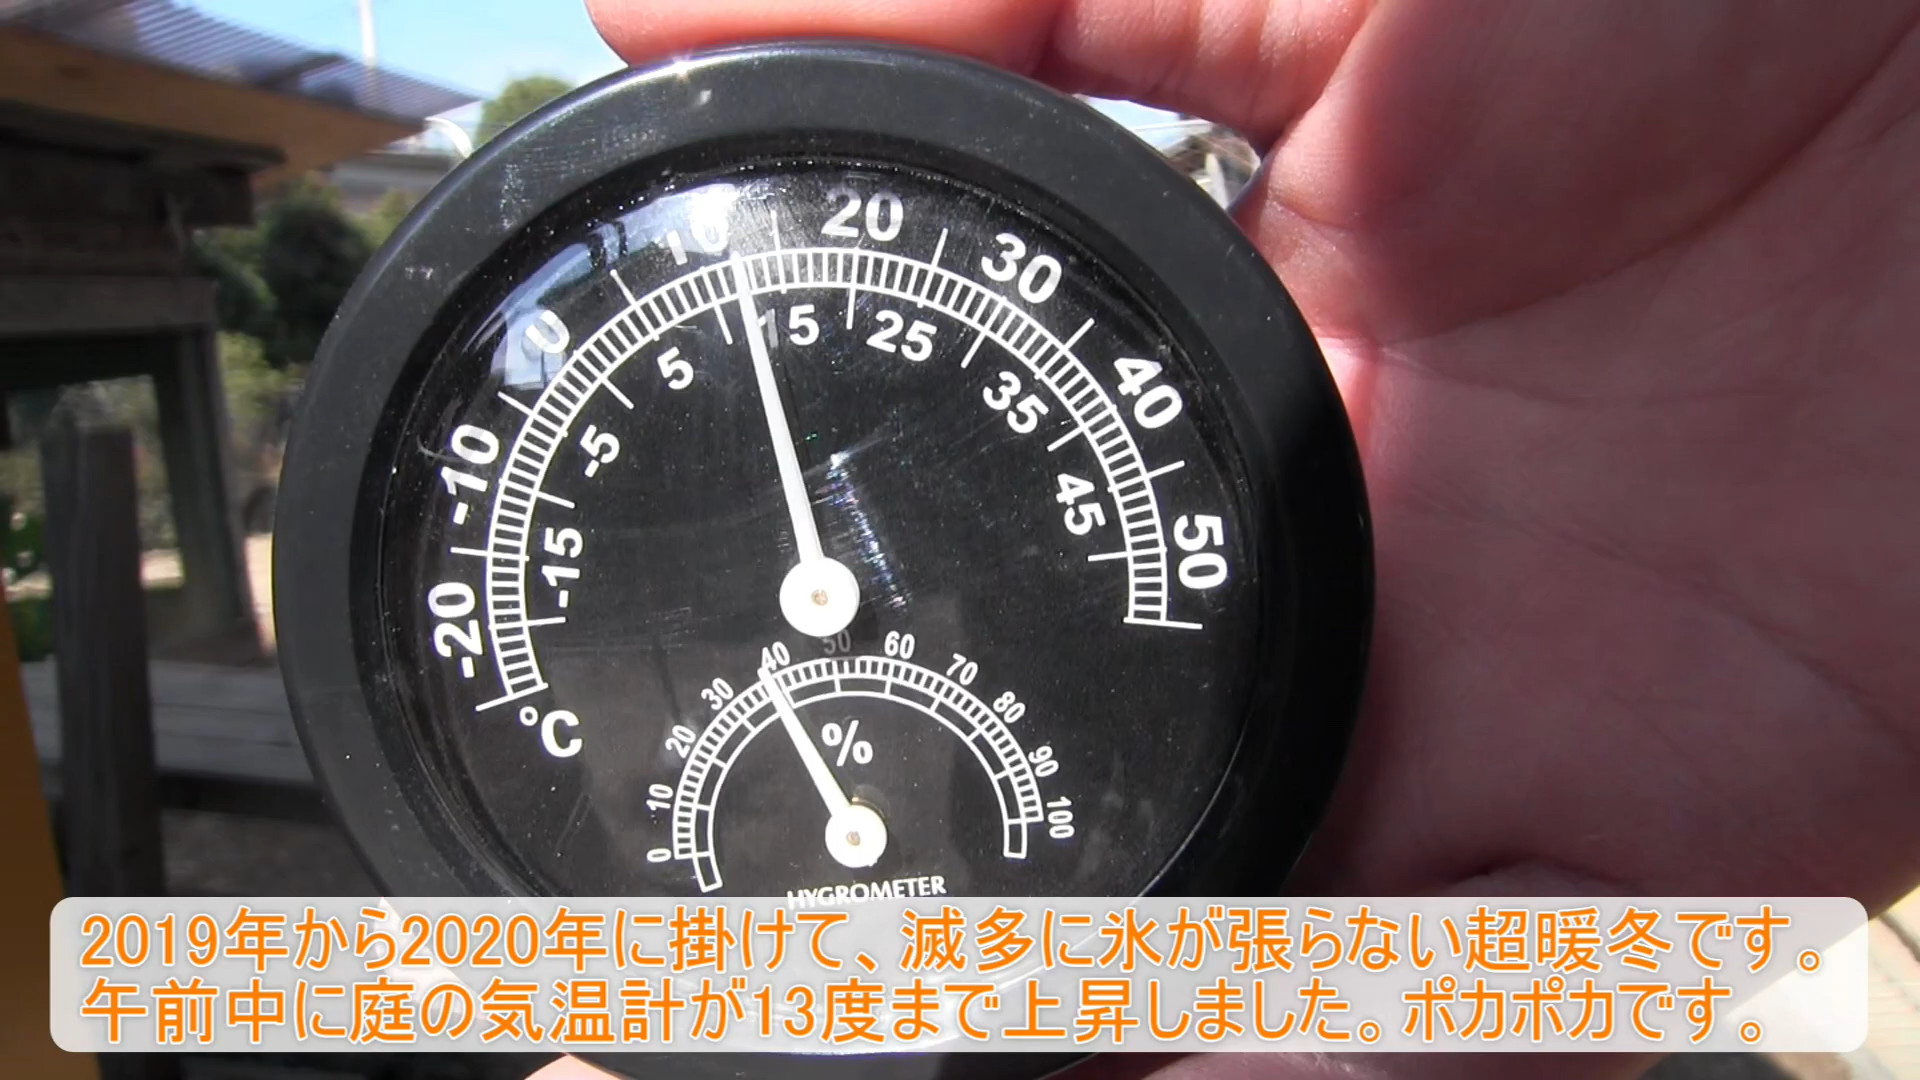 10 20 30 40 50
0 5 15 25 35 45
-10 -5
-20 -15
°C
0 10 20 30 40 50 60 70 80 90 100
%
HYGROMETER
2019年から2020年に掛けて、滅多に氷が張らない超暖冬です。
午前中に庭の気温計が13度まで上昇しました。ポカポカです。